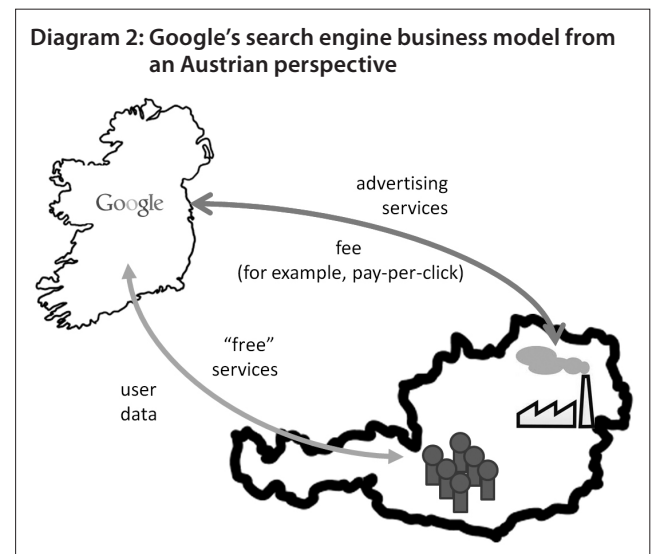 Diagram 2: Google's search engine business model from
an Austrian perspective
Google
advertising
services
fee
(for example, pay-per-click)
"free"
services
user
data